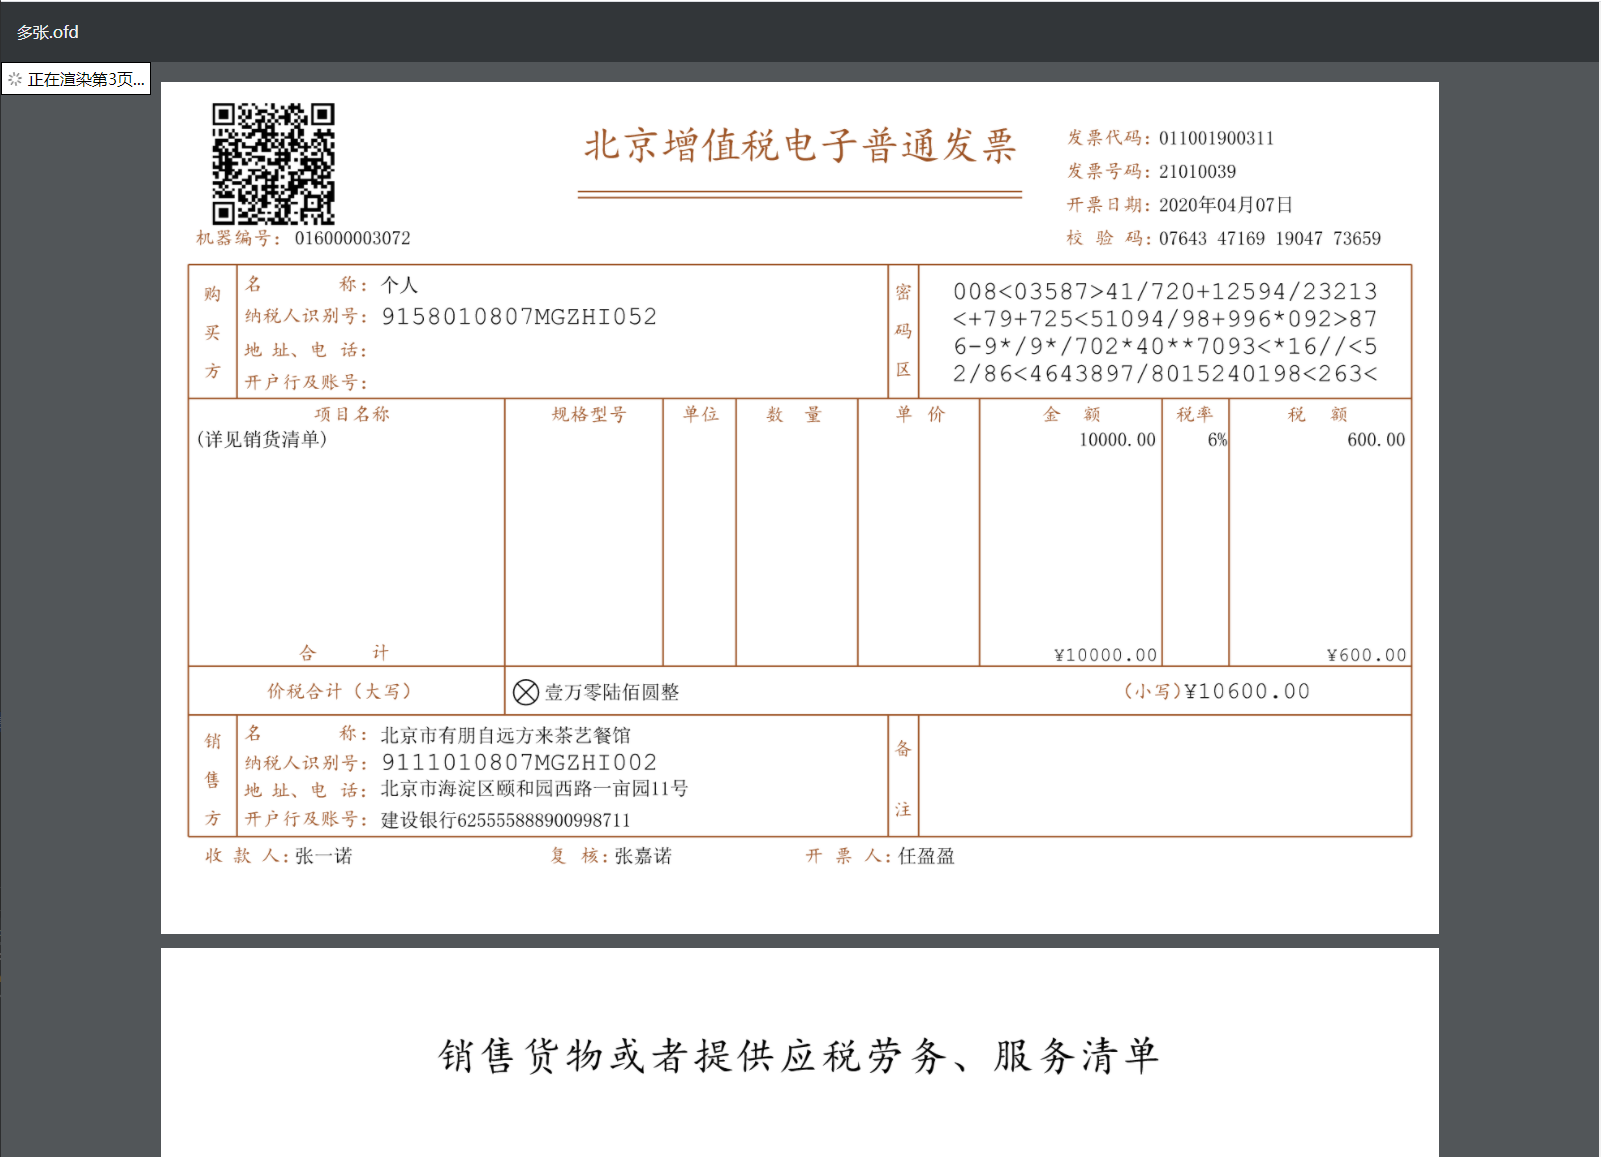 多张.ofd
正在渲染第3页...
北京增值税电子普通发票
发票代码：011001900311
发票号码：21010039
开票日期：2020年04月07日
校 验 码：07643 47169 19047 73659
机器编号：016000003072
购买方
名 称：个人
纳税人识别号：9158010807MGZHI052
地 址、电 话：
开户行及账号：
密码区
008<03587>41/720+12594/23213
<+79+725<51094/98+996*092>87
6-9*/9*/702*40**7093<*16//<5
2/86<4643897/8015240198<263<
项目名称 规格型号 单位 数 量 单 价 金 额 税率 税 额
(详见销货清单) 10000.00 6% 600.00
合 计 ¥10000.00 ¥600.00
价税合计（大写） ⊗壹万零陆佰圆整 （小写）¥10600.00
销售方
名 称：北京市有朋自远方来茶艺餐馆
纳税人识别号：9111010807MGZHI002
地 址、电 话：北京市海淀区颐和园西路一亩园11号
开户行及账号：建设银行625555888900998711
备注
收 款 人：张一诺 复 核：张嘉诺 开 票 人：任盈盈
销售货物或者提供应税劳务、服务清单